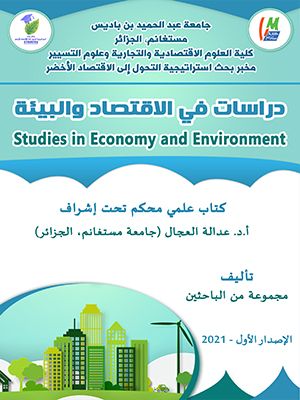 جامعة عبد الحميد بن باديس
مستغانم، الجزائر
كلية العلوم الاقتصادية والتجارية وعلوم التسيير
مخبر بحث استراتيجية التحول إلى الاقتصاد الأخضر
دراسات في الاقتصاد والبيئة
Studies in Economy and Environment
كتاب علمي محكم تحت إشراف
أ.د. عدالة العجال (جامعة مستغانم، الجزائر)
تأليف
مجموعة من الباحثين
الإصدار الأول - 2021